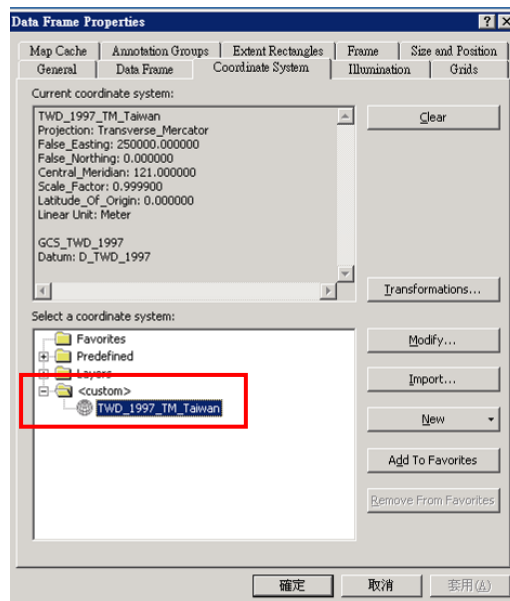 Data Frame Properties
Map Cache Annotation Groups Extent Rectangles Frame Size and Position
General Data Frame Coordinate System Illumination Grids
Current coordinate system:
TWD_1997_TM_Taiwan
Projection: Transverse_Mercator
False_Easting: 250000.000000
False_Northing: 0.000000
Central_Meridian: 121.000000
Scale_Factor: 0.999900
Latitude_Of_Origin: 0.000000
Linear Unit: Meter
GCS_TWD_1997
Datum: D_TWD_1997
Clear
Transformations...
Select a coordinate system:
Favorites
Predefined
Layers
<custom>
TWD_1997_TM_Taiwan
Modify...
Import...
New
Add To Favorites
Remove From Favorites
確定 取消 套用(A)